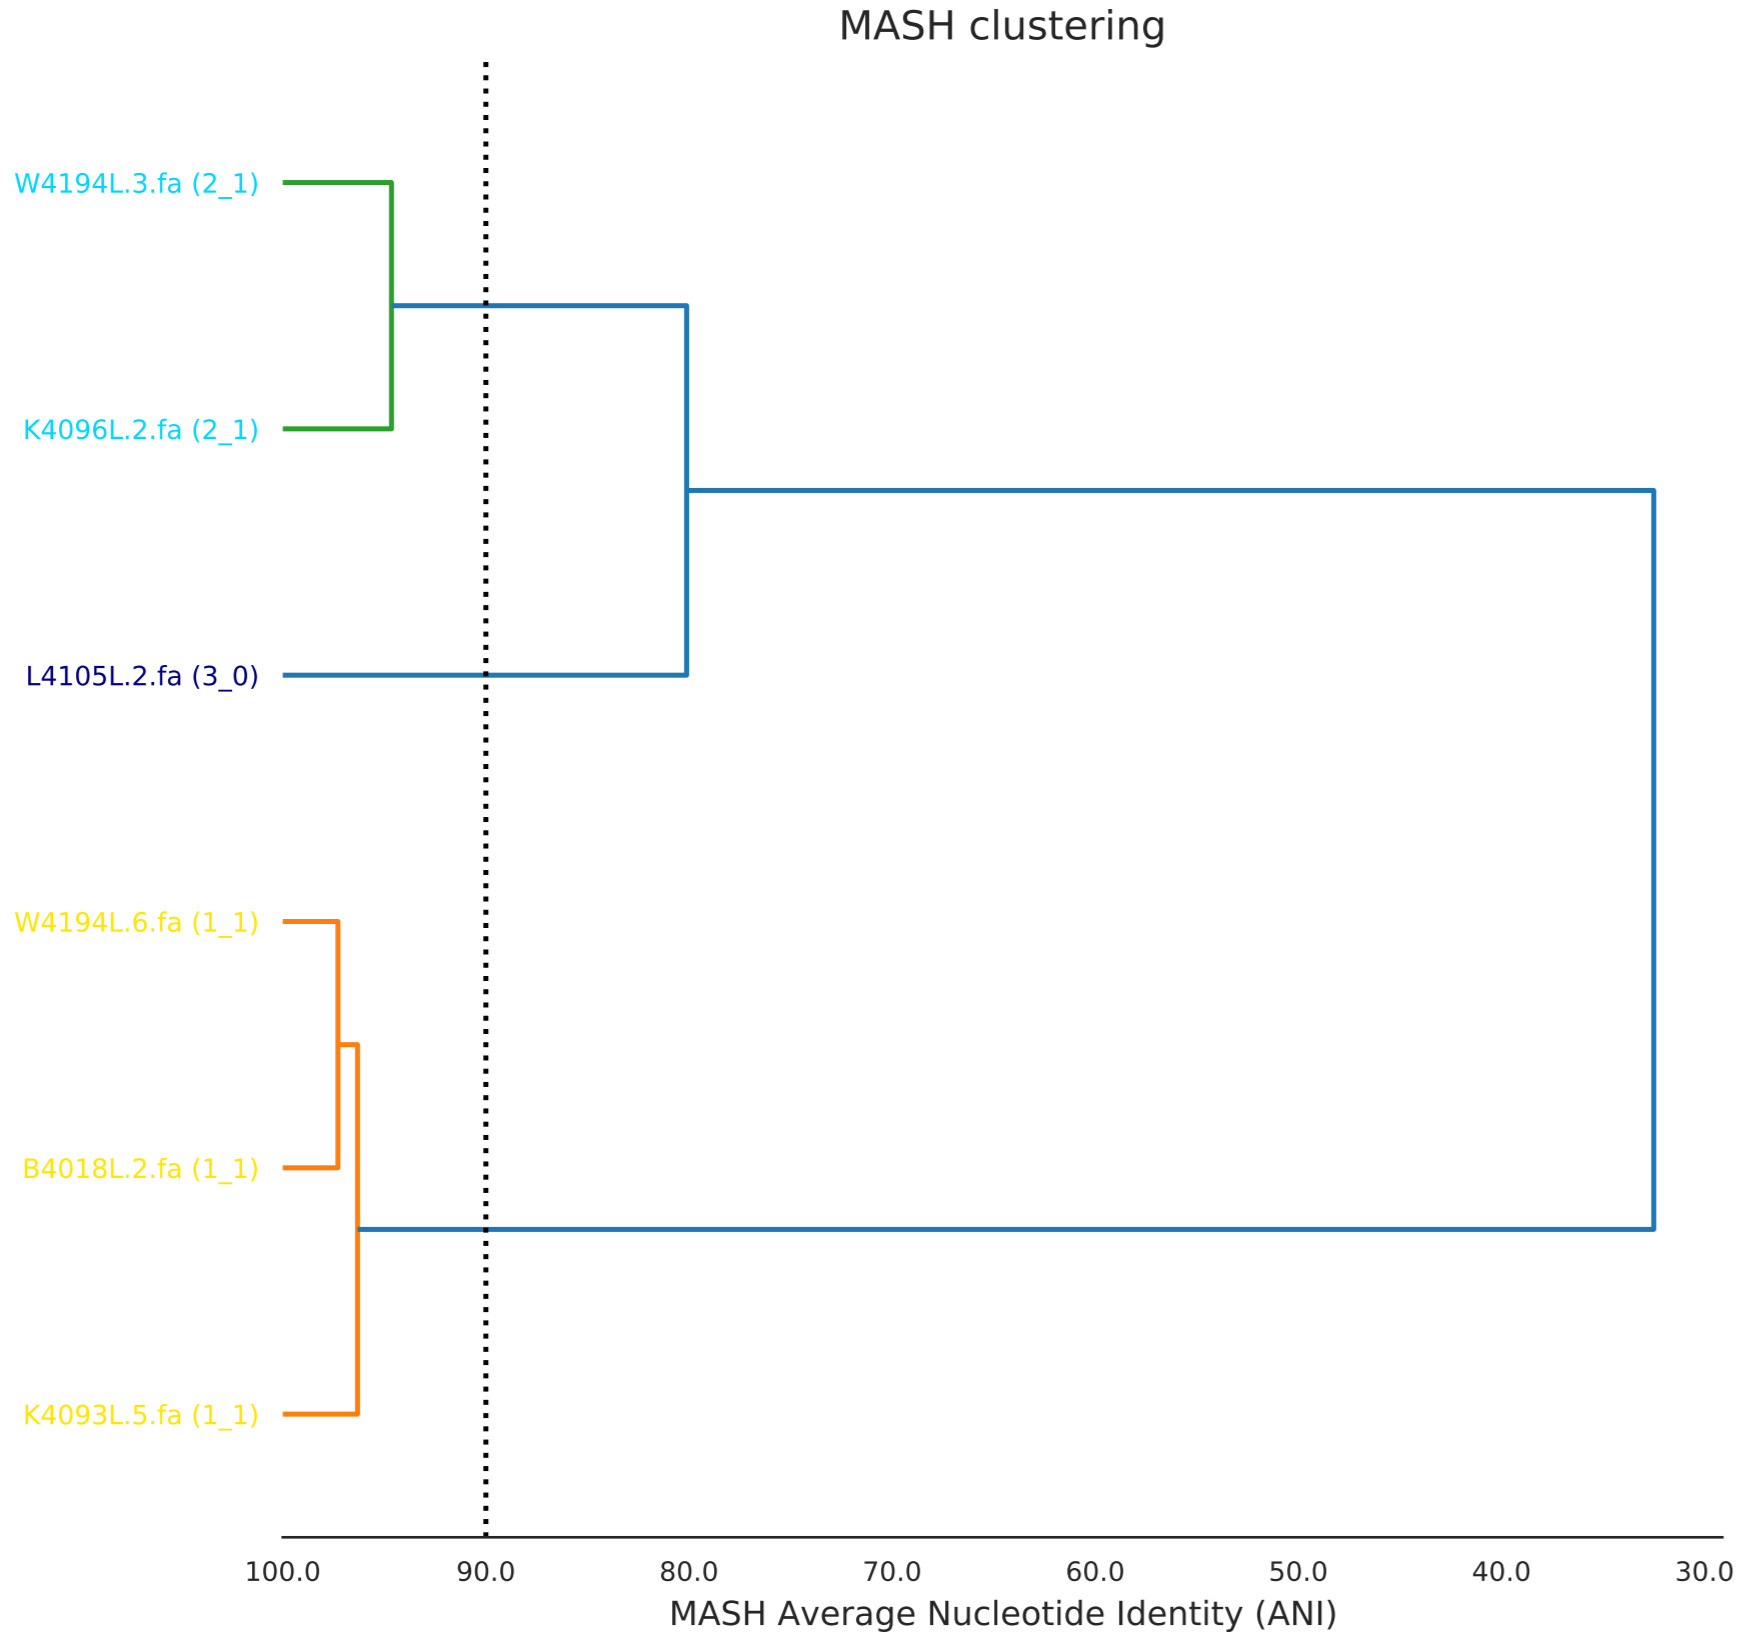 MASH clustering
W4194L.3.fa (2_1)
K4096L.2.fa (2_1)
L4105L.2.fa (3_0)
W4194L.6.fa (1_1)
B4018L.2.fa (1_1)
K4093L.5.fa (1_1)
100.0 90.0 80.0 70.0 60.0 50.0 40.0 30.0
MASH Average Nucleotide Identity (ANI)